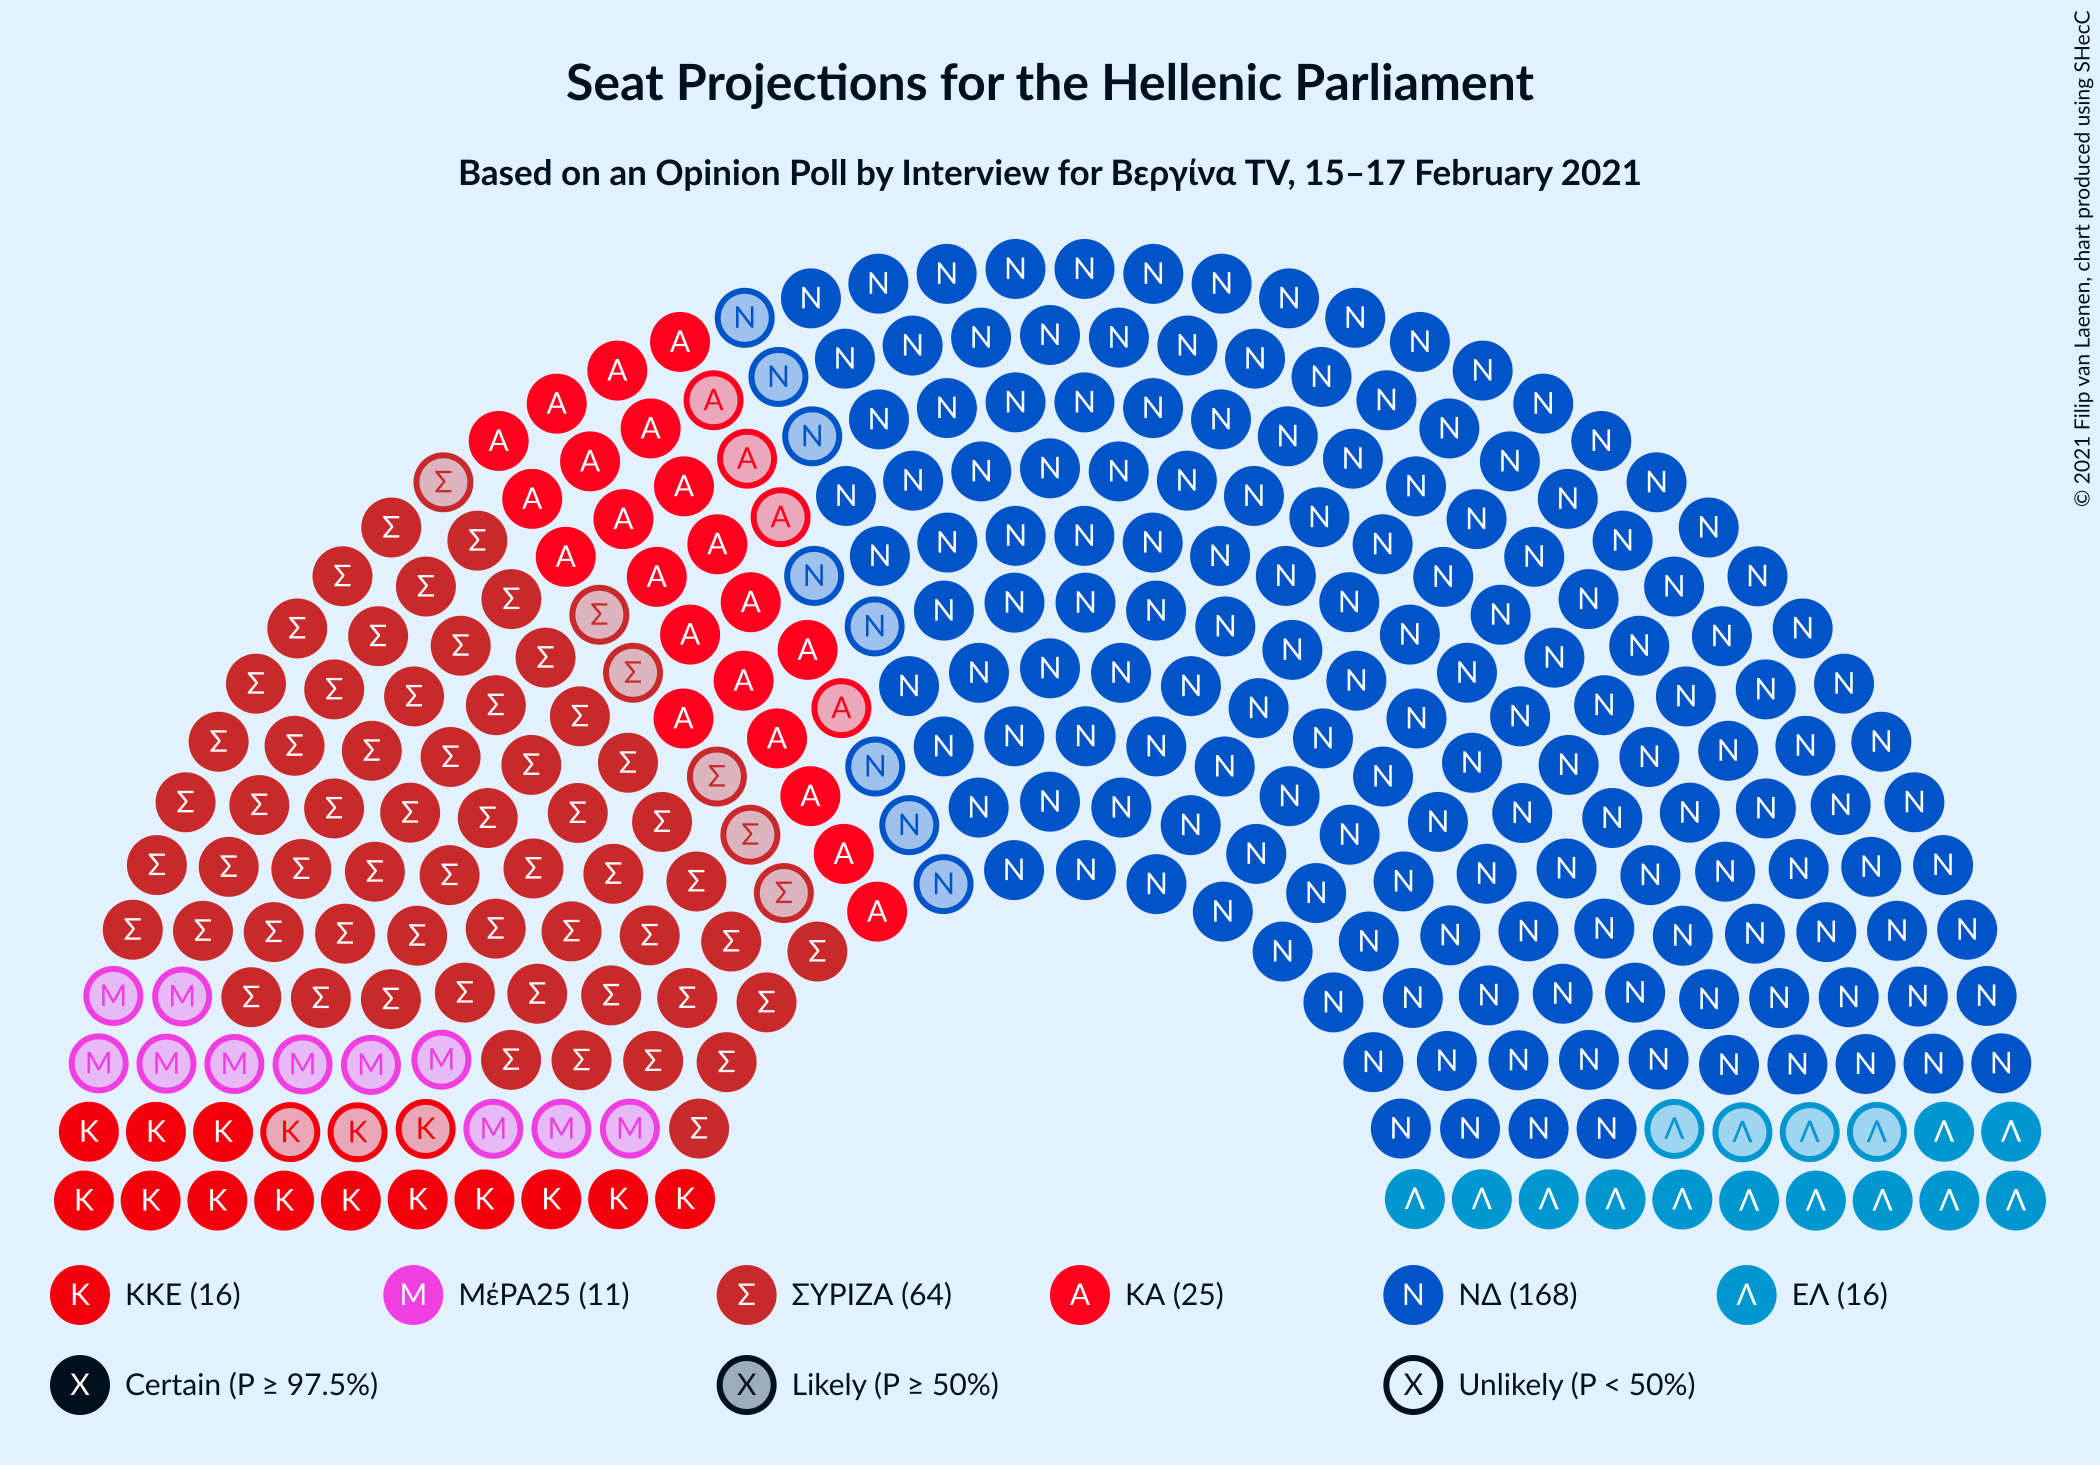 Seat Projections for the Hellenic Parliament
Based on an Opinion Poll by Interview for Βεργίνα TV, 15–17 February 2021
© 2021 Filip van Laenen, chart produced using SHecC
Κ ΚΚΕ (16)
Μ ΜέΡΑ25 (11)
Σ ΣΥΡΙΖΑ (64)
Α ΚΑ (25)
Ν ΝΔ (168)
Λ ΕΛ (16)
X Certain (P ≥ 97.5%)
X Likely (P ≥ 50%)
X Unlikely (P < 50%)